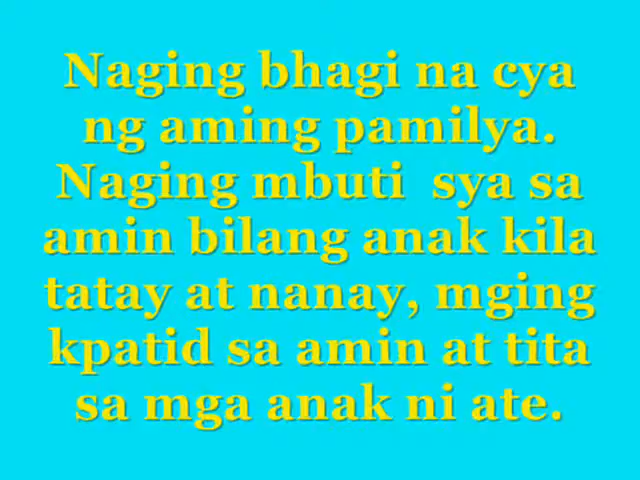 Naging bhagi na cya
ng aming pamilya.
Naging mbuti sya sa
amin bilang anak kila
tatay at nanay, mging
kpatid sa amin at tita
sa mga anak ni ate.